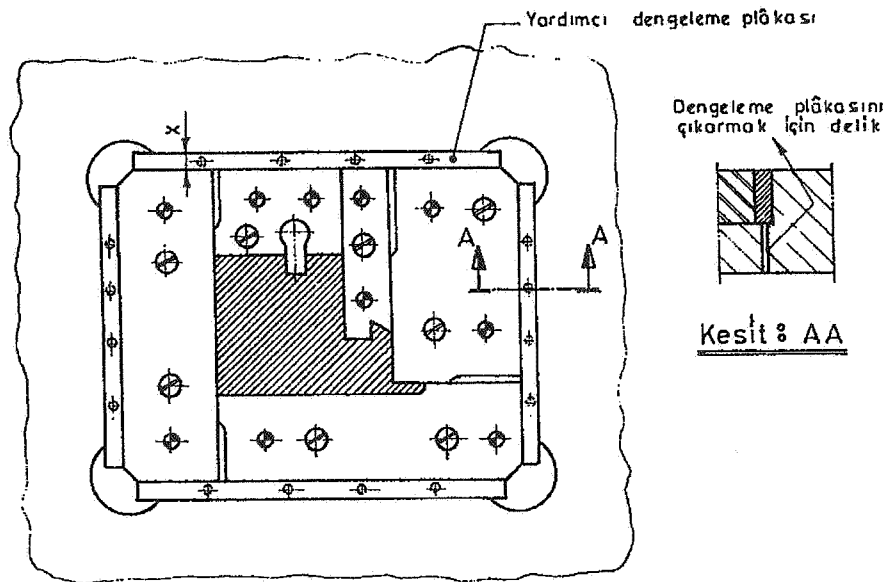 Yardımcı dengeleme plâkası
Dengeleme plâkasını
çıkarmak için delik
X
A A
Kesit : AA